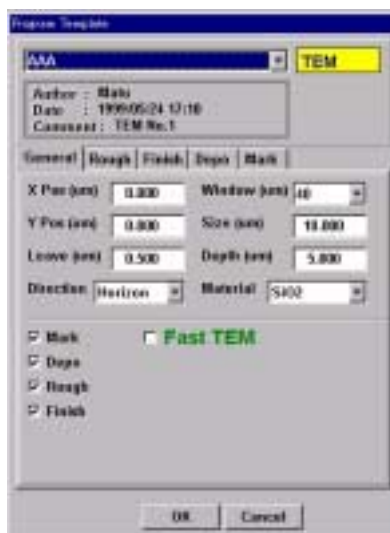 Program Template
AAA TEM
Author : Matu
Date : 1999/05/24 17:10
Comment : TEM No.1
General Rough Finish Depo Mark
X Pos (um) 0.000 Window (um) 40
Y Pos (um) 0.000 Size (um) 10.000
Leave (um) 0.500 Depth (um) 5.000
Direction Horizon Material SiO2
Mark Fast TEM
Depo
Rough
Finish
OK Cancel